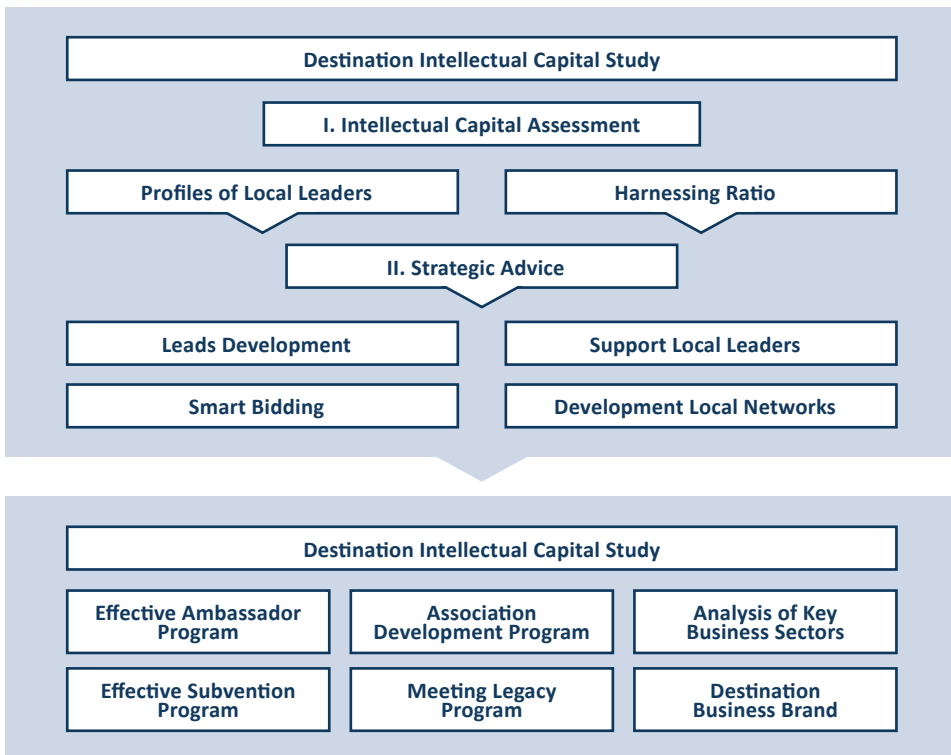 Destination Intellectual Capital Study
I. Intellectual Capital Assessment
Profiles of Local Leaders
Harnessing Ratio
II. Strategic Advice
Leads Development
Support Local Leaders
Smart Bidding
Development Local Networks
Destination Intellectual Capital Study
Effective Ambassador
Program
Association
Development Program
Analysis of Key
Business Sectors
Effective Subvention
Program
Meeting Legacy
Program
Destination
Business Brand